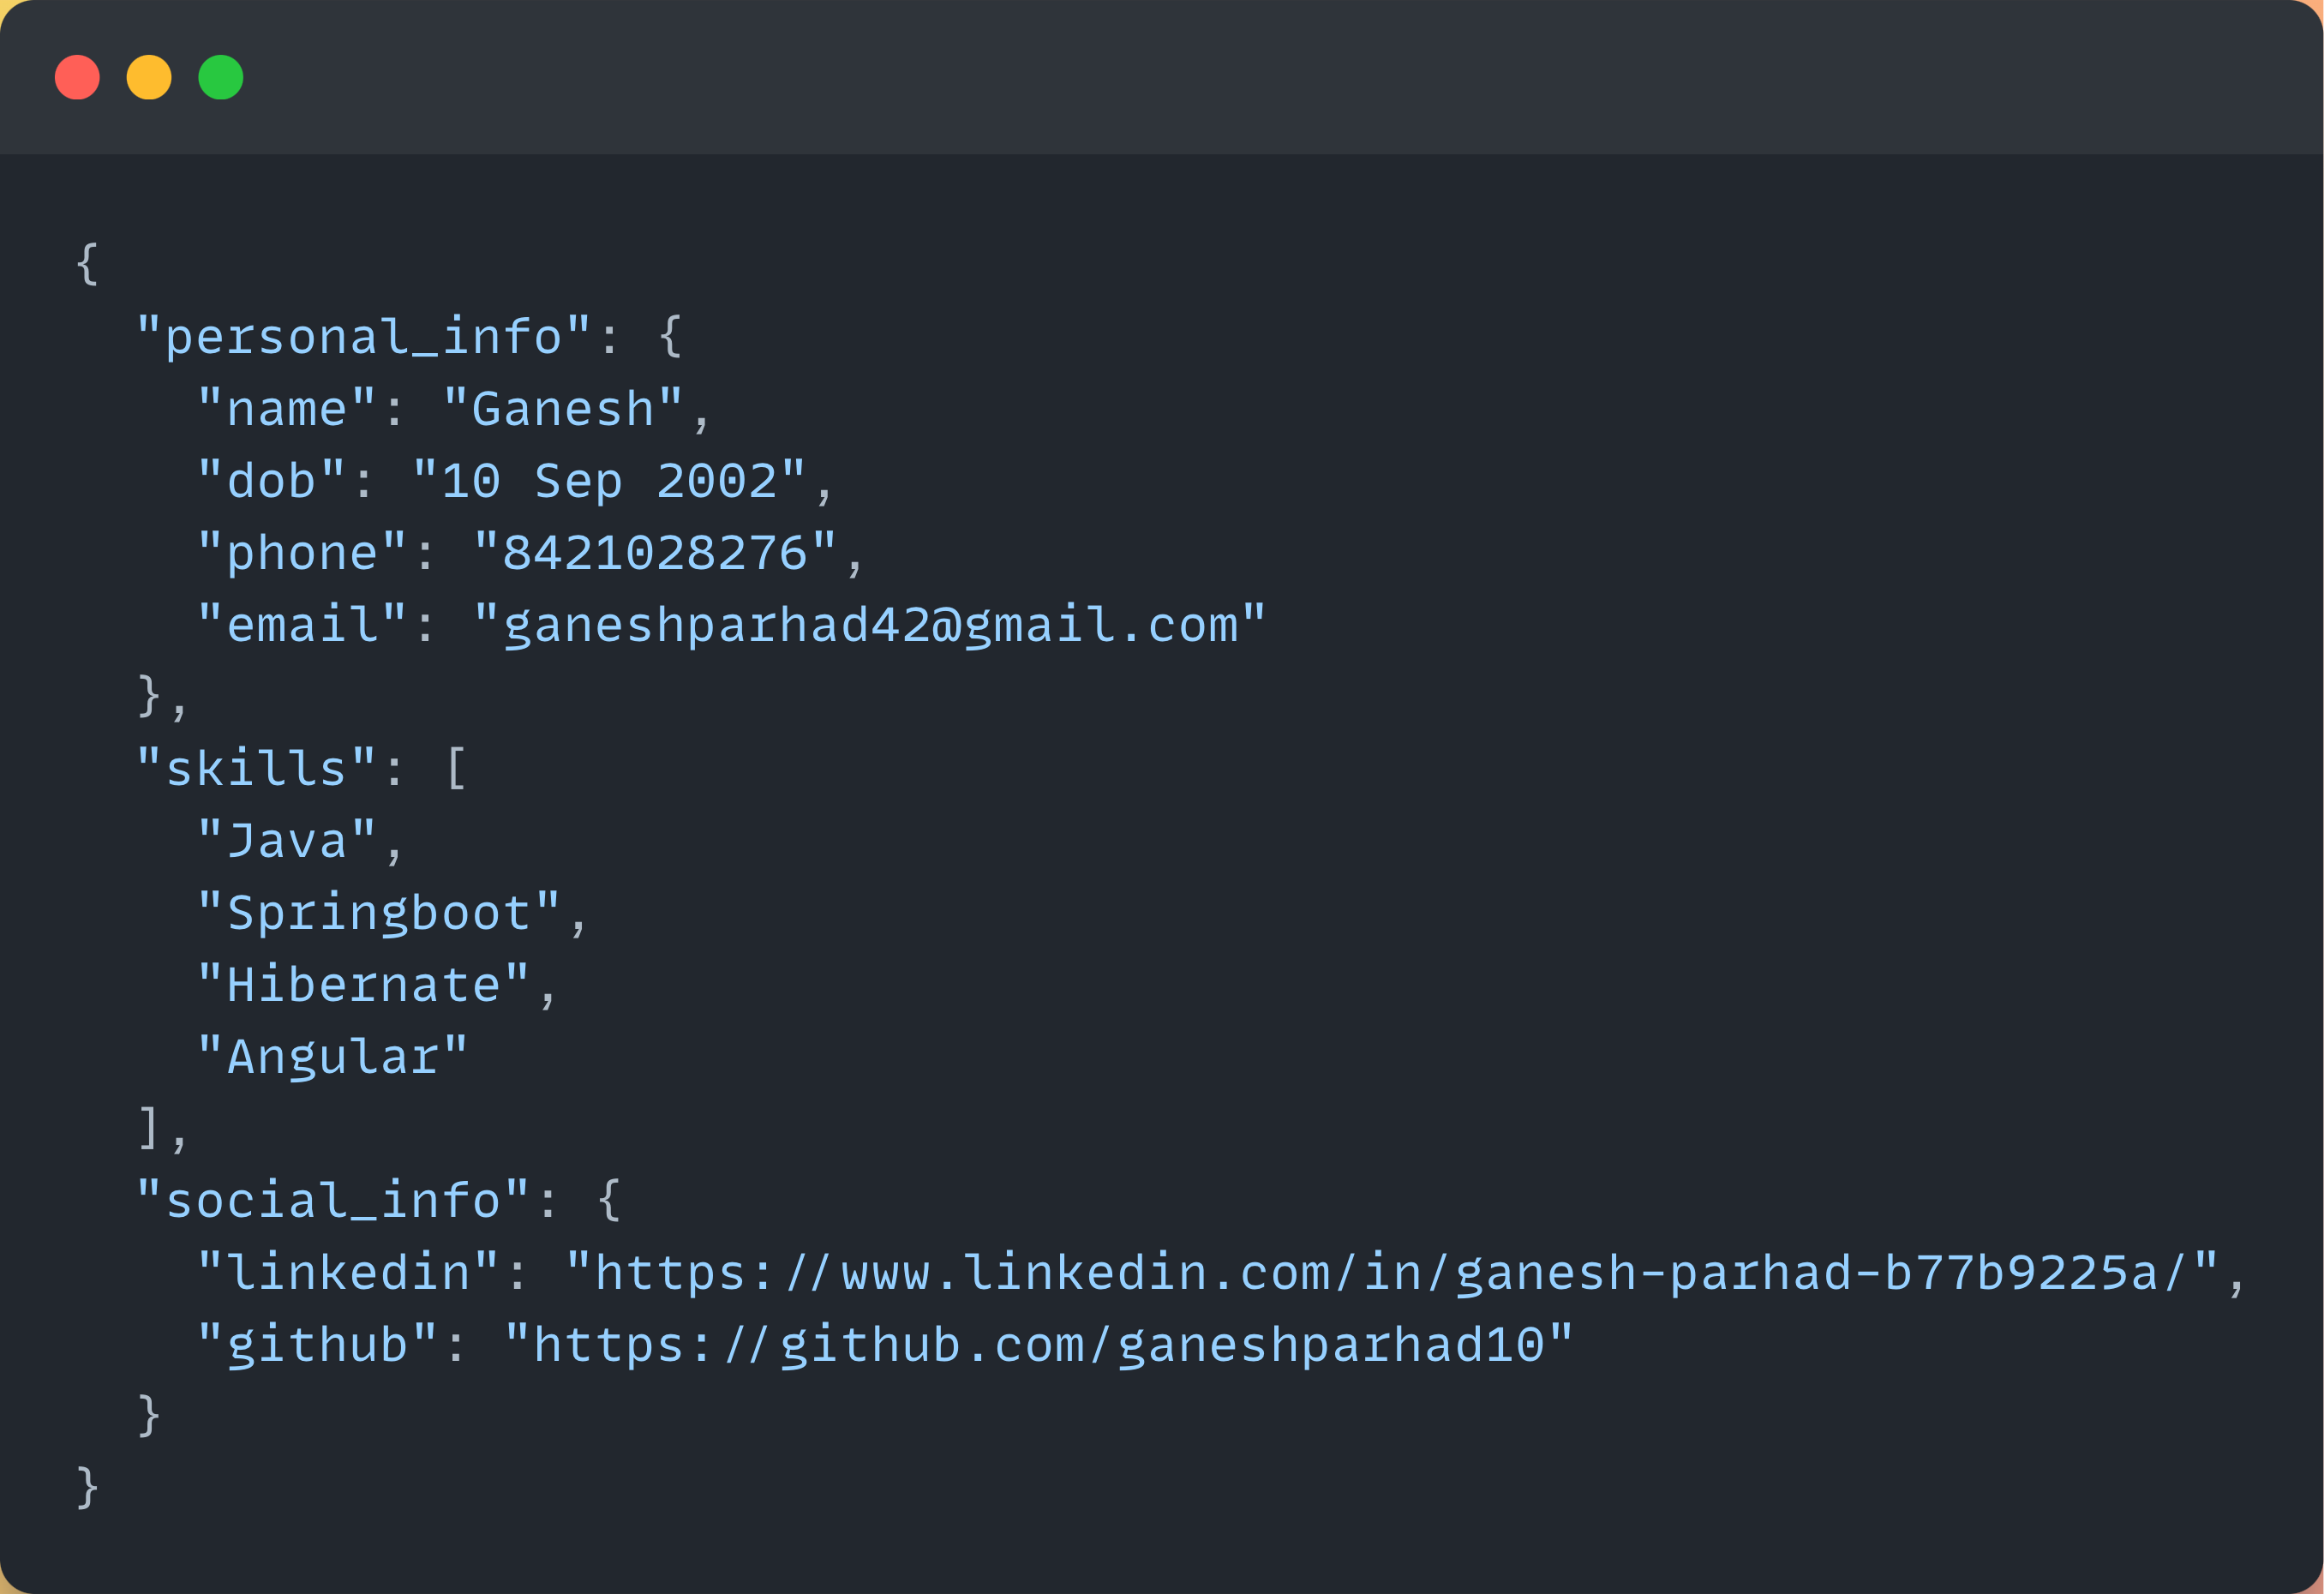 {
  "personal_info": {
    "name": "Ganesh",
    "dob": "10 Sep 2002",
    "phone": "8421028276",
    "email": "ganeshparhad42@gmail.com"
  },
  "skills": [
    "Java",
    "Springboot",
    "Hibernate",
    "Angular"
  ],
  "social_info": {
    "linkedin": "https://www.linkedin.com/in/ganesh-parhad-b77b9225a/",
    "github": "https://github.com/ganeshparhad10"
  }
}